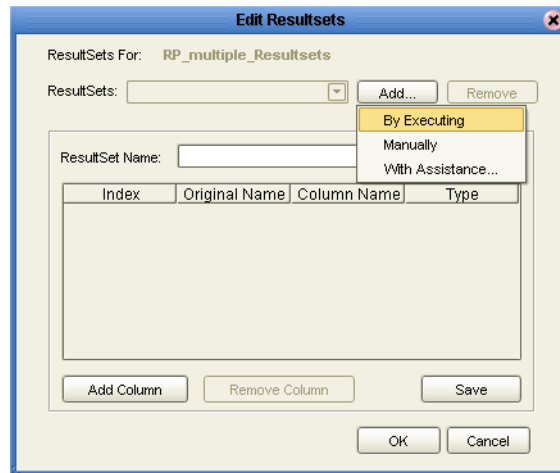 Edit Resultsets
ResultSets For: RP_multiple_Resultsets
ResultSets: Add... Remove
By Executing
Manually
With Assistance...
ResultSet Name:
Index Original Name Column Name Type
Add Column Remove Column Save
OK Cancel